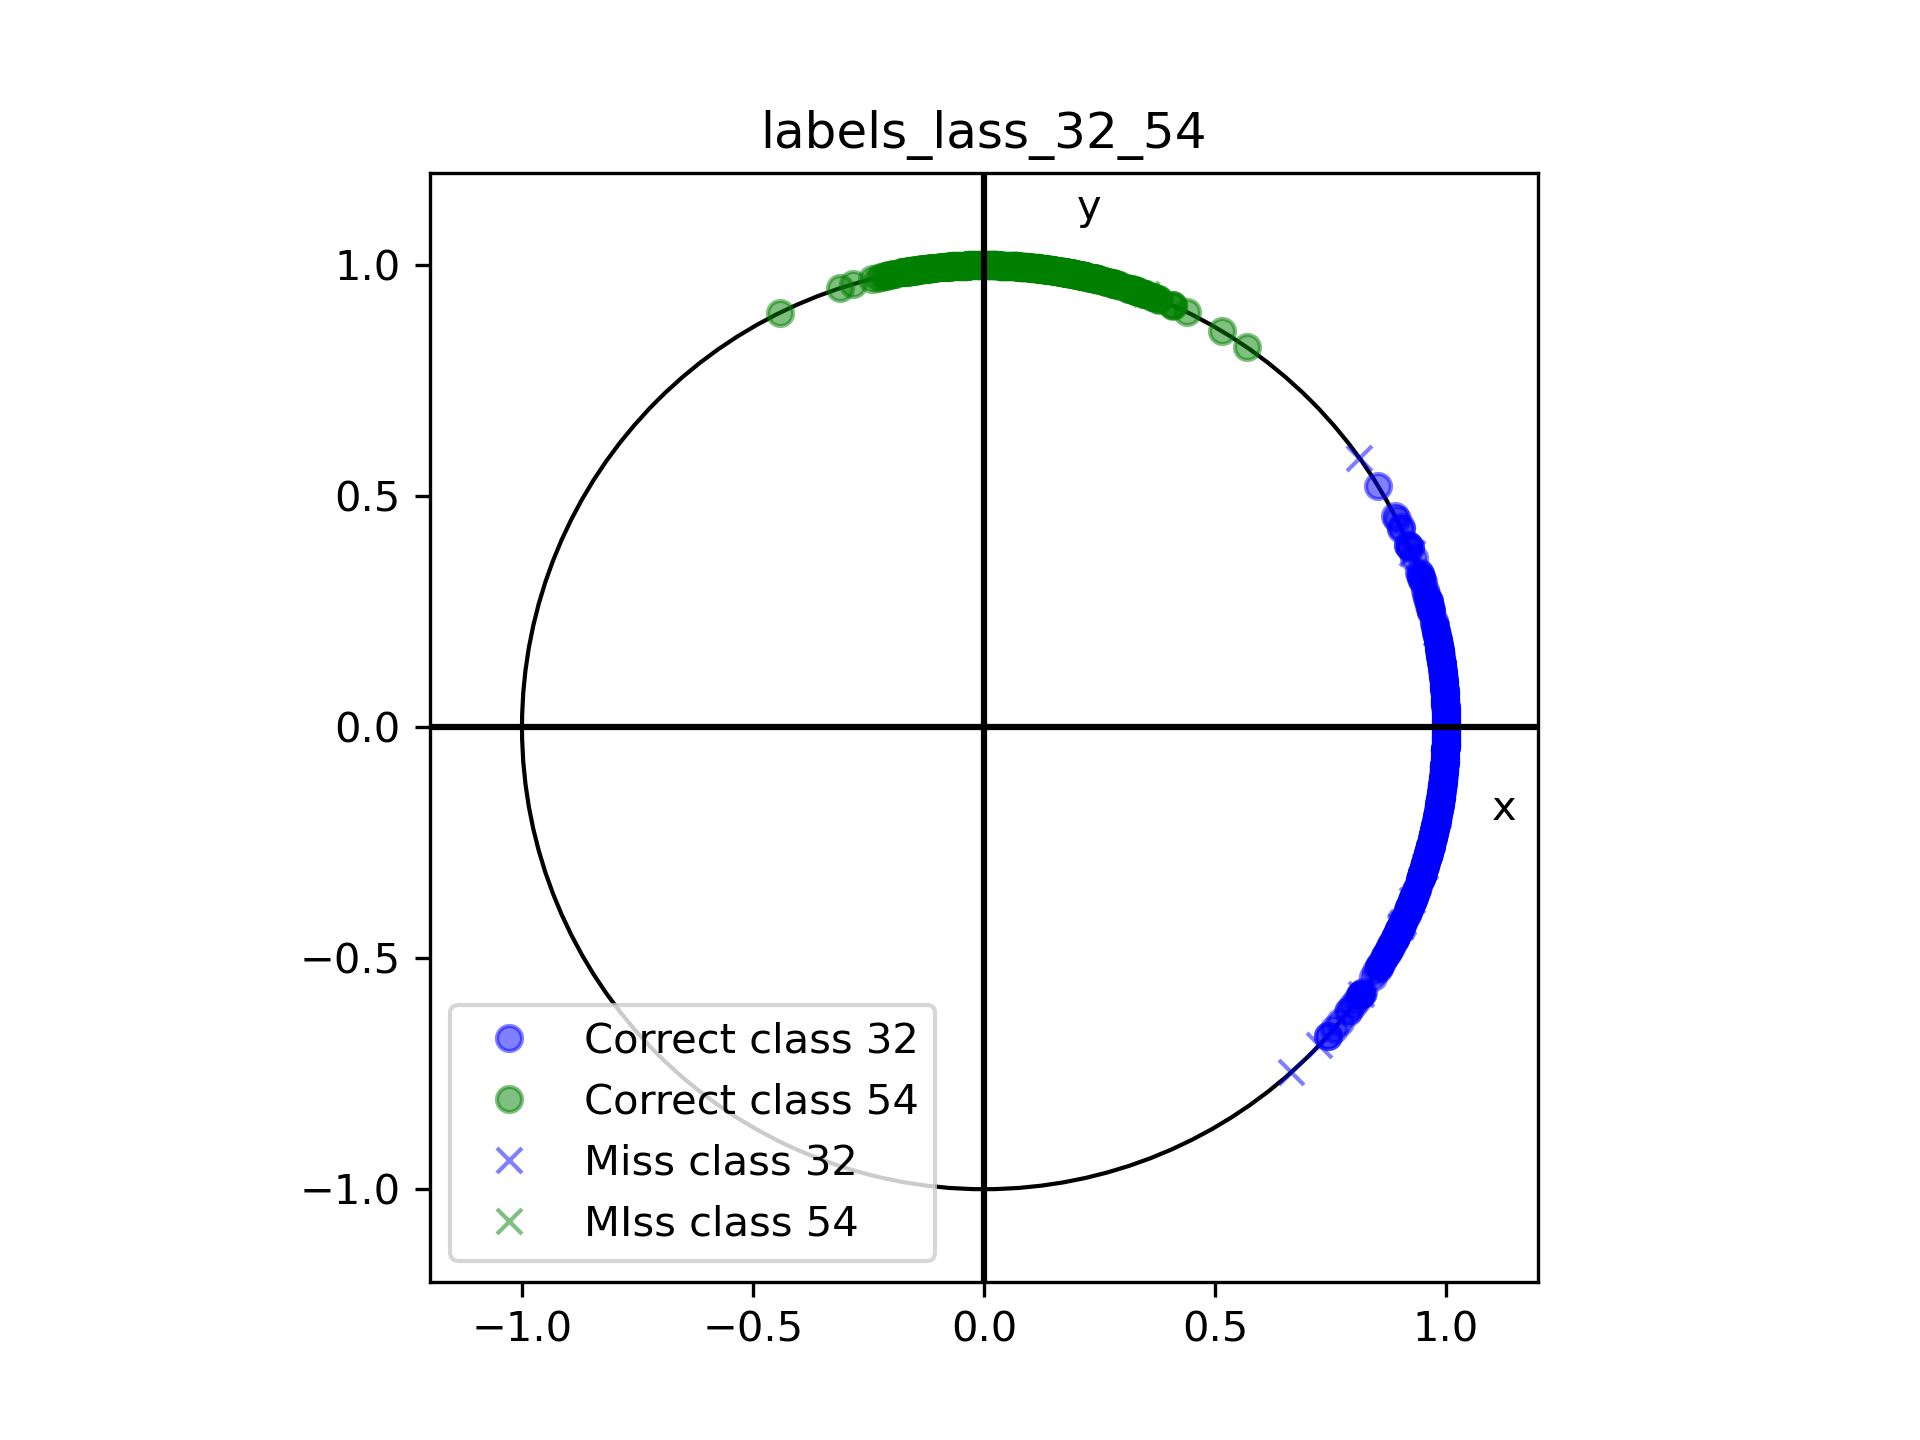 labels_lass_32_54
y
1.0
0.5
0.0
−0.5
−1.0
x
Correct class 32
Correct class 54
Miss class 32
MIss class 54
−1.0 −0.5 0.0 0.5 1.0